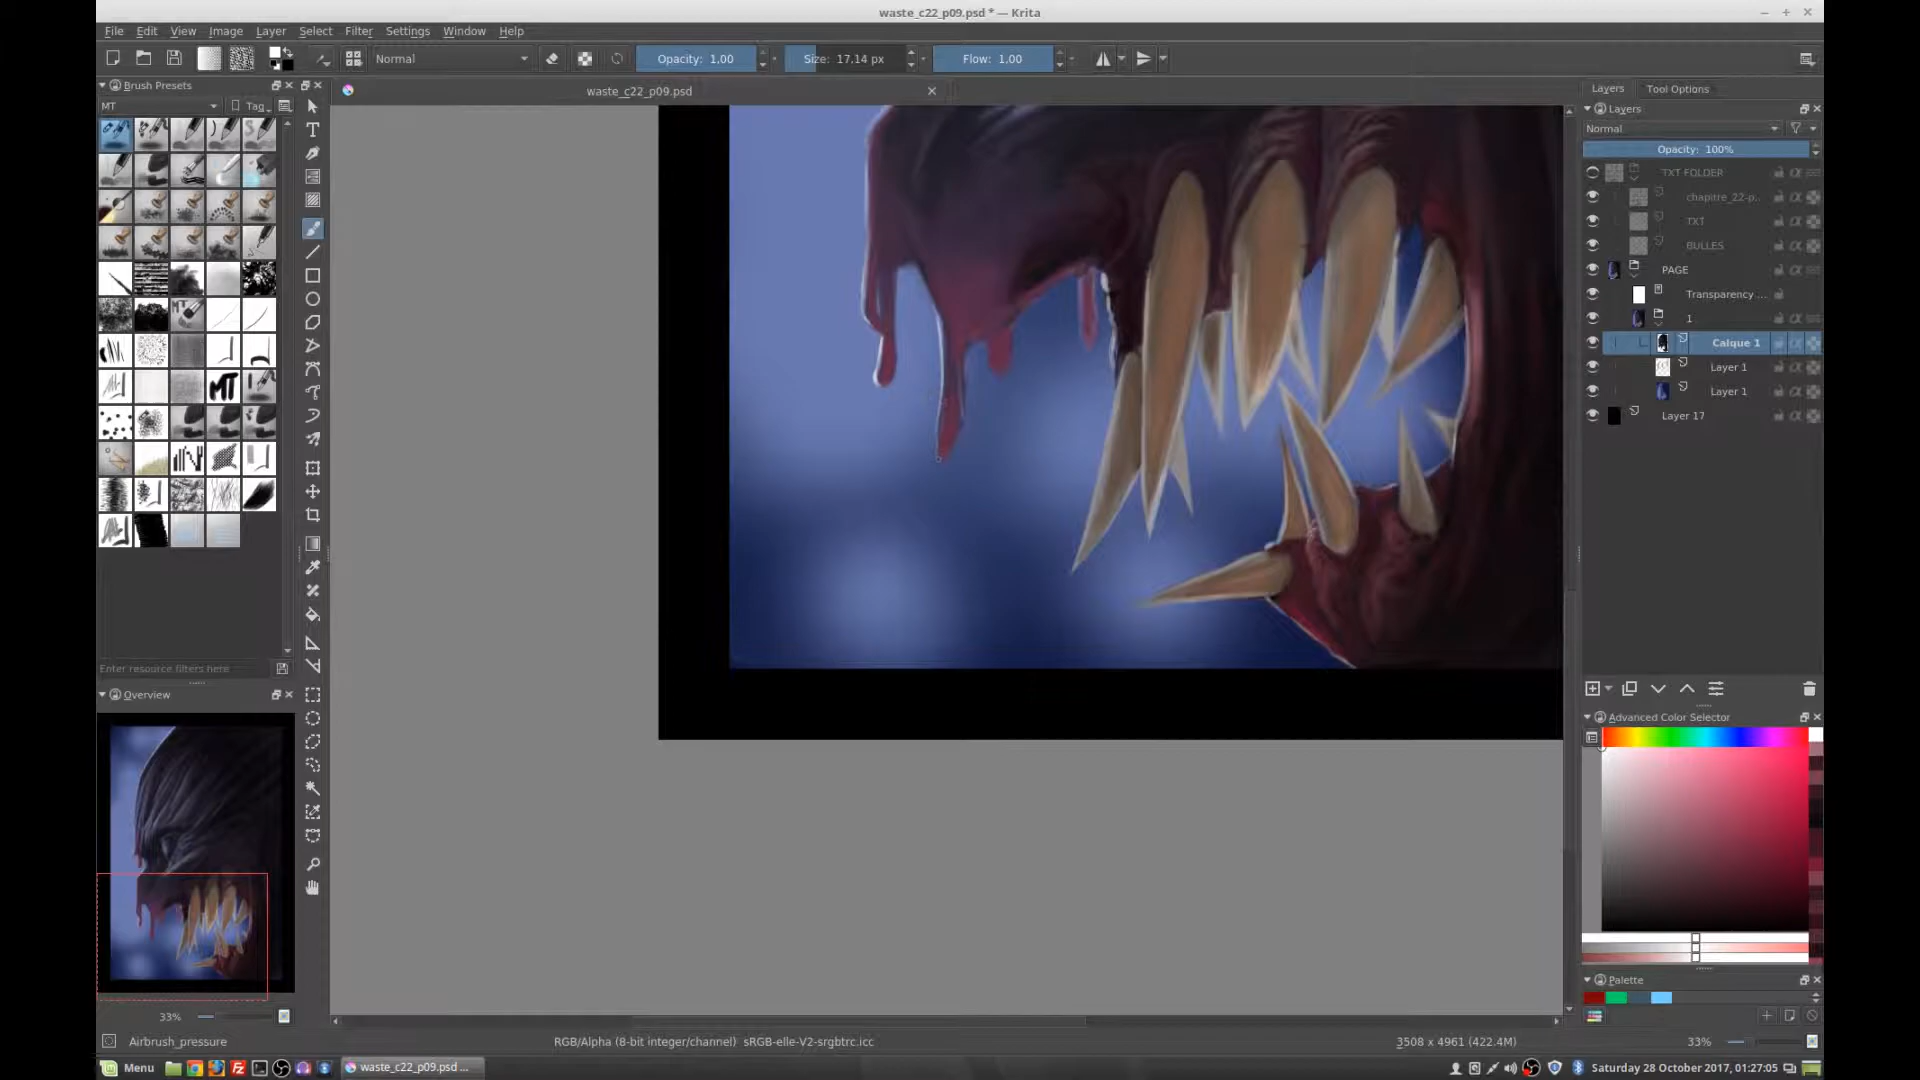 waste_c22_p09.psd * — Krita
File Edit View Image Layer Select Filter Settings Window Help
Normal Opacity: 1,00 Size: 17.14 px Flow: 1.00
Brush Presets
MT Tag
waste_c22_p09.psd
Enter resource filters here
Overview
33%
Layers Tool Options
Layers
Normal
Opacity: 100%
TXT FOLDER
chapitre_22-p...
TXT
BULLES
PAGE
Transparency ...
1
Calque 1
Layer 1
Layer 1
Layer 17
Advanced Color Selector
Palette
Airbrush_pressure RGB/Alpha (8-bit integer/channel) sRGB-elle-V2-srgbtrc.icc 3508 x 4961 (422.4M) 33%
Menu waste_c22_p09.psd ... Saturday 28 October 2017, 01:27:05